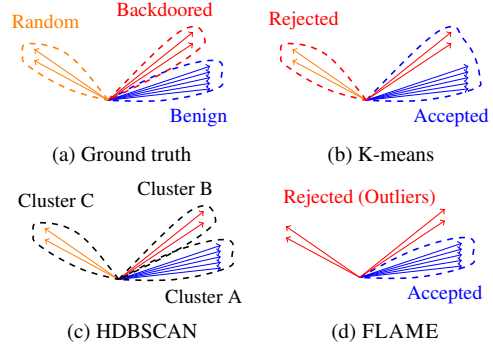 Random
Backdoored
Benign
(a) Ground truth
Rejected
Accepted
(b) K-means
Cluster C
Cluster B
Cluster A
(c) HDBSCAN
Rejected (Outliers)
Accepted
(d) FLAME